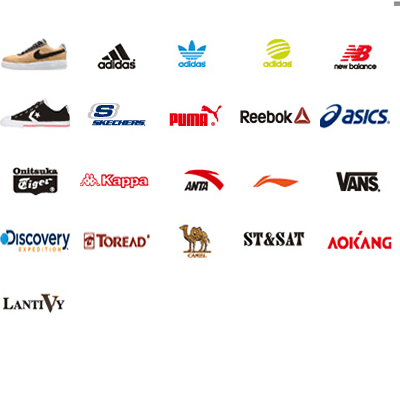 adidas
adidas
adidas
NB
new balance
S
SKECHERS
PUMA
Reebok
asics
Onitsuka
Tiger
Kappa
ANTA
VANS
Discovery
EXPEDITION
TOREAD
CAMEL
ST&SAT
AOKANG
LANTIVY